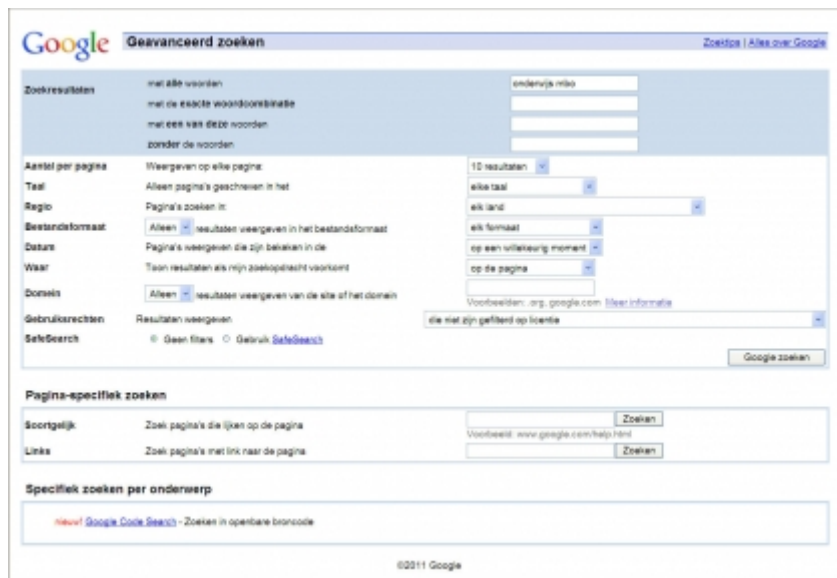 Google Geavanceerd zoeken Zoektips | Alles over Google
Zoekresultaten met alle woorden onderwijs mbo
met de exacte woordcombinatie
met een van deze woorden
zonder de woorden
Aantal per pagina Weergeven op elke pagina: 10 resultaten
Taal Alleen pagina's geschreven in het elke taal
Regio Pagina's zoeken in: elk land
Bestandsformaat Alleen resultaten weergeven in het bestandsformaat elk formaat
Datum Pagina's weergeven die zijn bekeken in de op een willekeurig moment
Waar Toon resultaten als mijn zoekopdracht voorkomt op de pagina
Domein Alleen resultaten weergeven van de site of het domein
Voorbeelden: .org, google.com Meer informatie
Gebruiksrechten Resultaten weergeven die niet zijn gefilterd op licentie
SafeSearch Geen filters Gebruik SafeSearch
Google zoeken
Pagina-specifiek zoeken
Soortgelijk Zoek pagina's die lijken op de pagina Zoeken
Voorbeeld: www.google.com/help.html
Links Zoek pagina's met link naar de pagina Zoeken
Specifiek zoeken per onderwerp
nieuw! Google Code Search - Zoeken in openbare broncode
©2011 Google